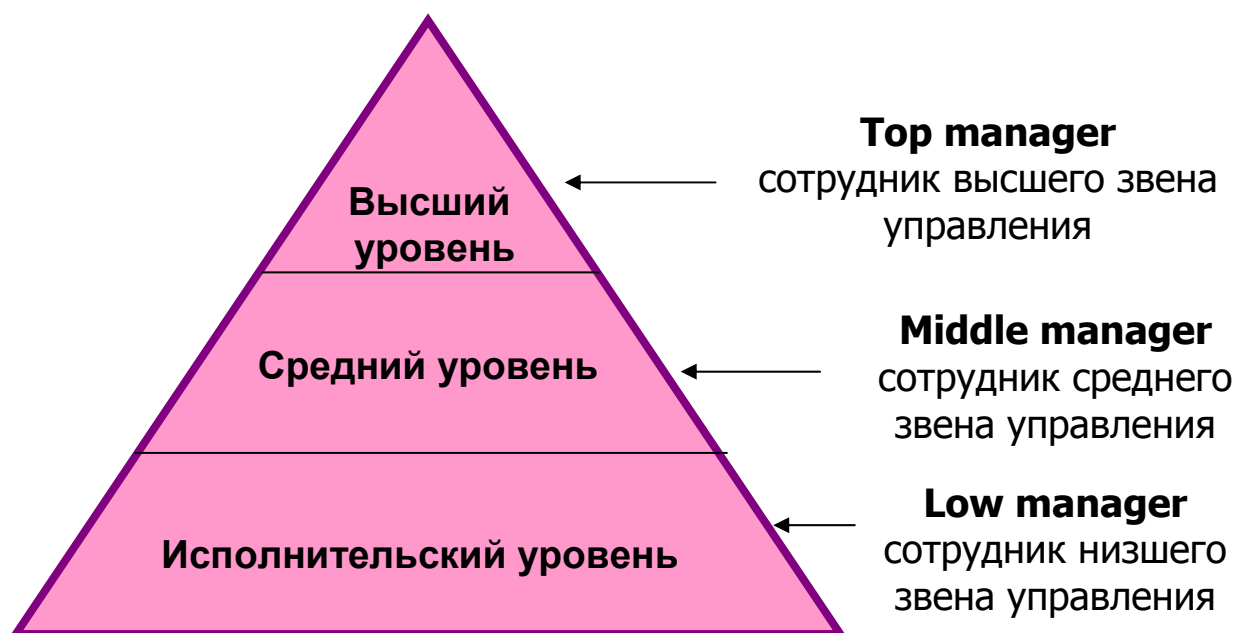 Высший
уровень
Top manager
сотрудник высшего звена
управления
Средний уровень
Middle manager
сотрудник среднего
звена управления
Исполнительский уровень
Low manager
сотрудник низшего
звена управления